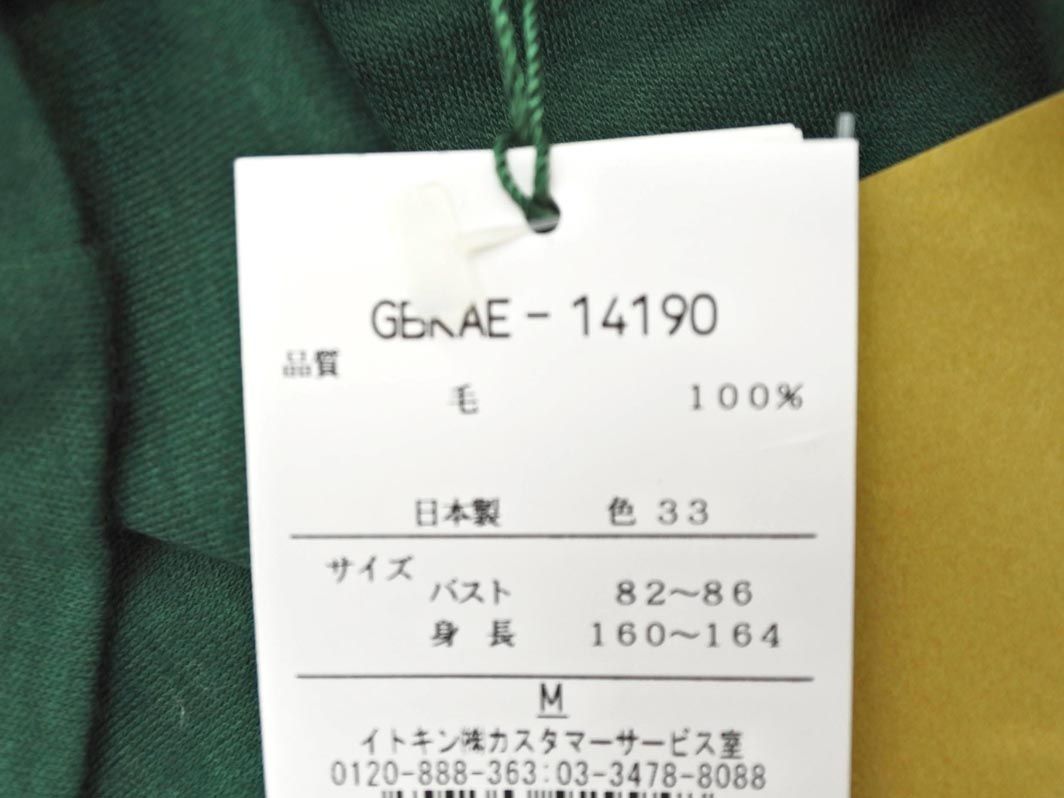 GBKAE-14190
品質
毛 100%
日本製 色 33
サイズ
バスト 82～86
身長 160～164
M
イトキン㈱カスタマーサービス室
0120-888-363:03-3478-8088